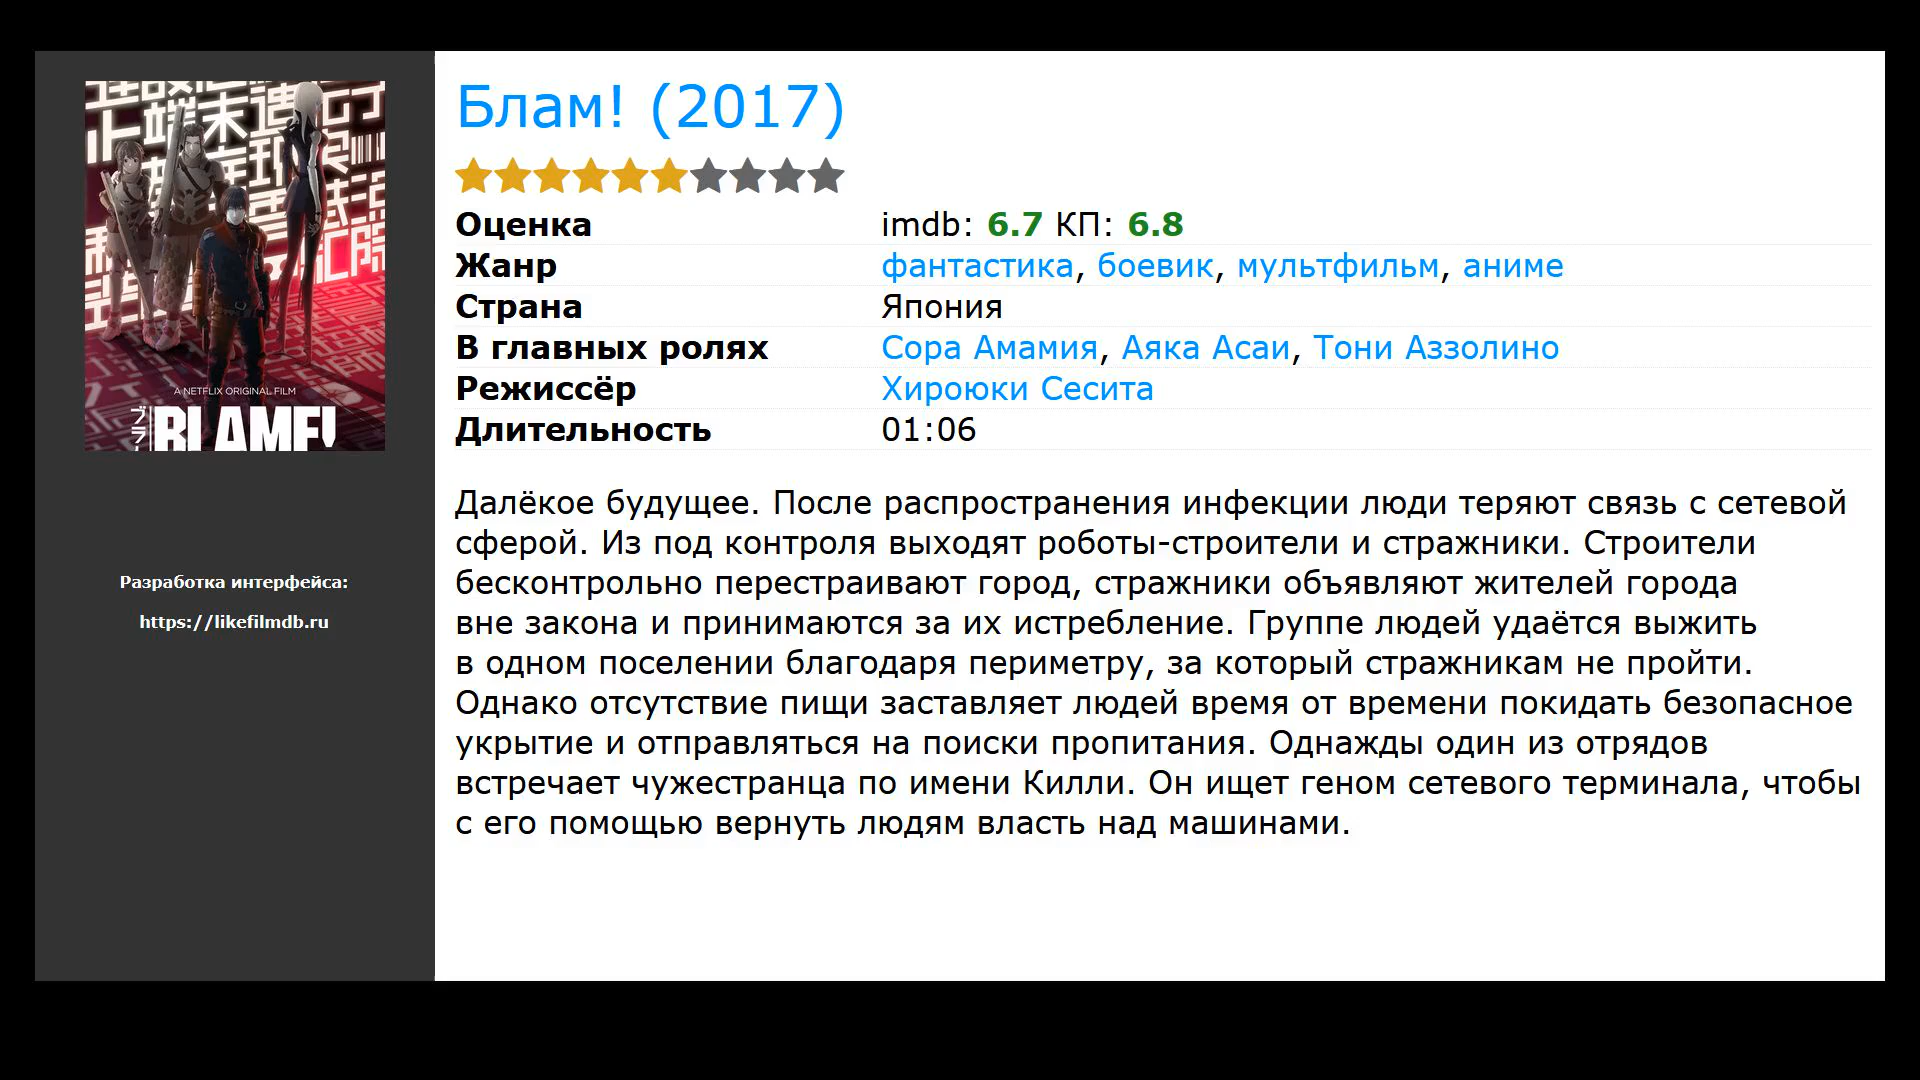 Блам! (2017)
Оценка imdb: 6.7 КП: 6.8
Жанр фантастика, боевик, мультфильм, аниме
Страна Япония
В главных ролях Сора Амамия, Аяка Асаи, Тони Аззолино
Режиссёр Хироюки Сесита
Длительность 01:06
Далёкое будущее. После распространения инфекции люди теряют связь с сетевой
сферой. Из под контроля выходят роботы-строители и стражники. Строители
бесконтрольно перестраивают город, стражники объявляют жителей города
вне закона и принимаются за их истребление. Группе людей удаётся выжить
в одном поселении благодаря периметру, за который стражникам не пройти.
Однако отсутствие пищи заставляет людей время от времени покидать безопасное
укрытие и отправляться на поиски пропитания. Однажды один из отрядов
встречает чужестранца по имени Килли. Он ищет геном сетевого терминала, чтобы
с его помощью вернуть людям власть над машинами.
A NETFLIX ORIGINAL FILM
BLAME!
Разработка интерфейса:
https://likefilmdb.ru